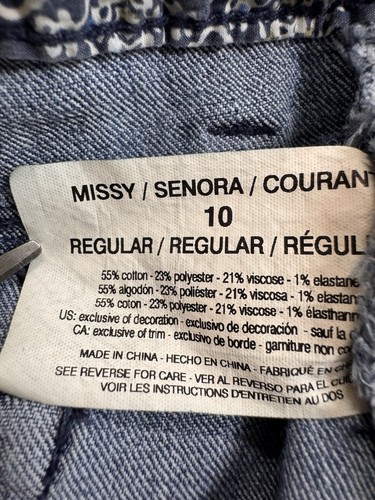 MISSY / SENORA / COURANT
10
REGULAR / REGULAR / RÉGUL
55% cotton - 23% polyester - 21% viscose - 1% elastane
55% algodón - 23% poliéster - 21% viscosa - 1% elastan
55% coton - 23% polyester - 21% viscose - 1% élasthann
US: exclusive of decoration - exclusivo de decoración - sauf la
CA: exclusive of trim - exclusivo de borde - garniture non
MADE IN CHINA - HECHO EN CHINA - FABRIQUÉ EN
SEE REVERSE FOR CARE - VER AL REVERSO PARA EL
VOIR LES INSTRUCTIONS D'ENTRETIEN AU DOS